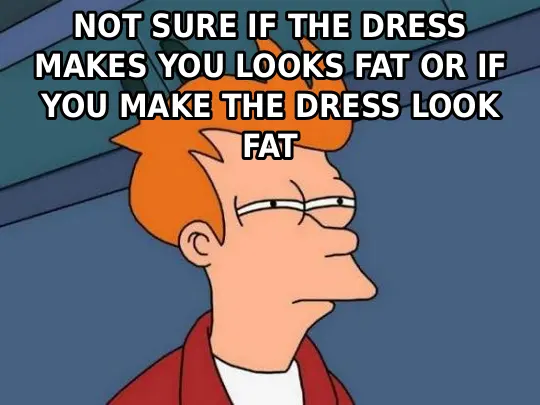 NOT SURE IF THE DRESS
MAKES YOU LOOKS FAT OR IF
YOU MAKE THE DRESS LOOK
FAT